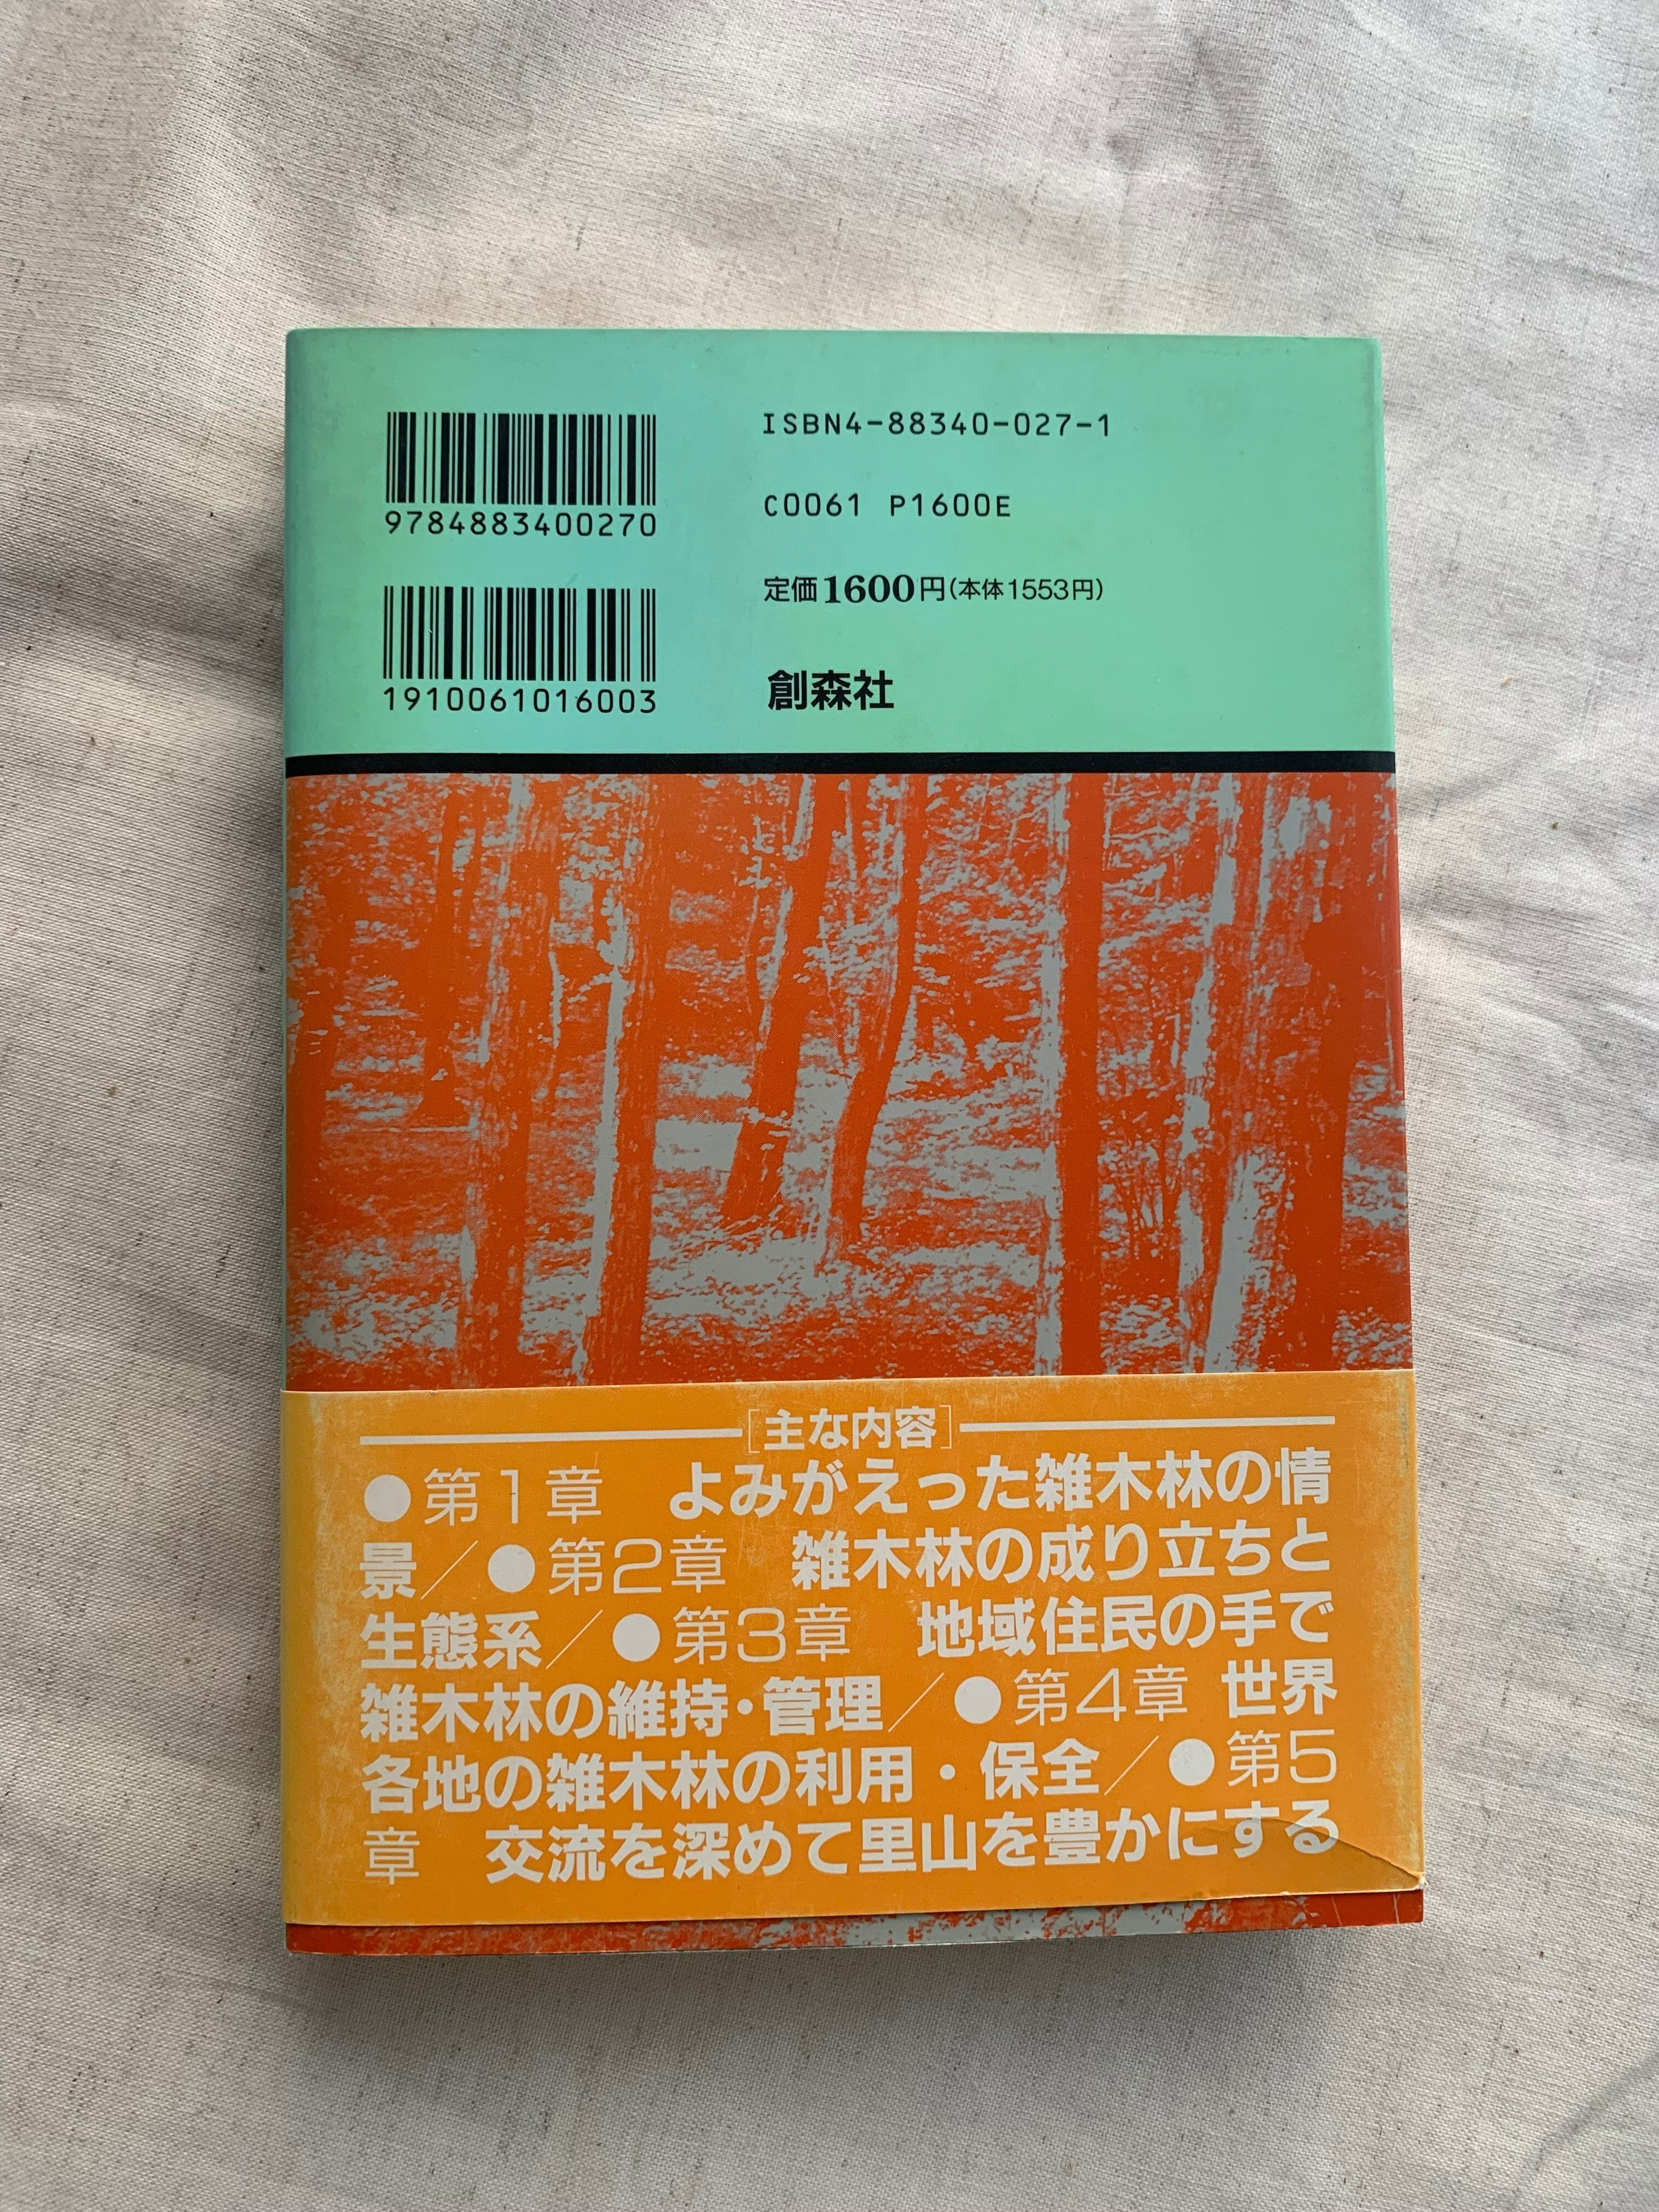 9784883400270
1910061016003
ISBN4-88340-027-1
C0061 P1600E
定価1600円(本体1553円)
創森社
[主な内容]
●第1章 よみがえった雑木林の情
景/●第2章 雑木林の成り立ちと
生態系/●第3章 地域住民の手で
雑木林の維持・管理/●第4章 世界
各地の雑木林の利用・保全/●第5
章 交流を深めて里山を豊かにする